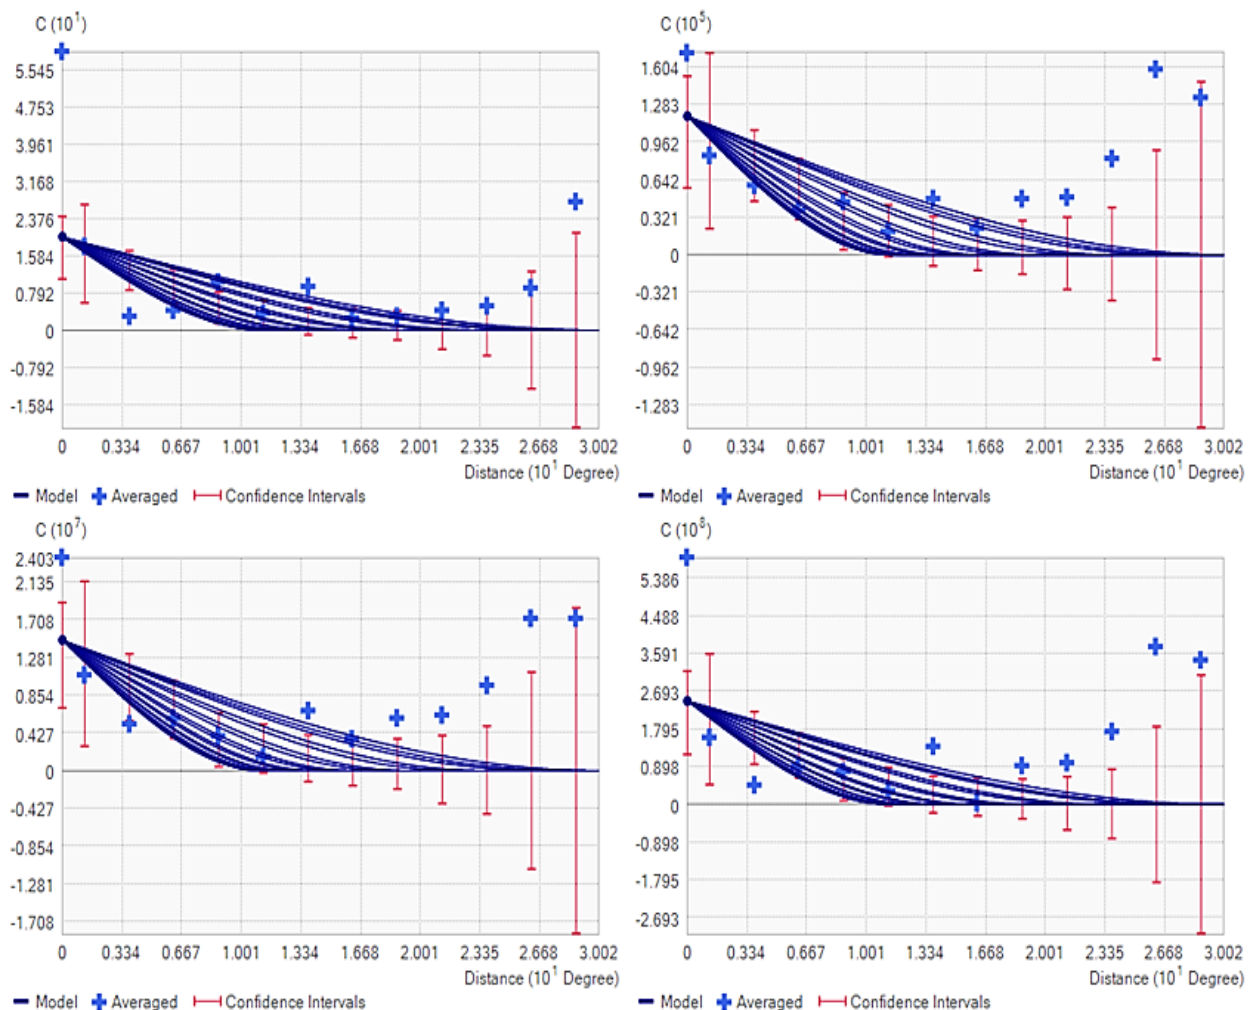 C (10¹)
5.545
4.753
3.961
3.168
2.376
1.584
0.792
0
-0.792
-1.584
0 0.334 0.667 1.001 1.334 1.668 2.001 2.335 2.668 3.002
Distance (10¹ Degree)
Model Averaged Confidence Intervals
C (10⁵)
1.604
1.283
0.962
0.642
0.321
0
-0.321
-0.642
-0.962
-1.283
0 0.334 0.667 1.001 1.334 1.668 2.001 2.335 2.668 3.002
Distance (10¹ Degree)
Model Averaged Confidence Intervals
C (10⁷)
2.403
2.135
1.708
1.281
0.854
0.427
0
-0.427
-0.854
-1.281
-1.708
0 0.334 0.667 1.001 1.334 1.668 2.001 2.335 2.668 3.002
Distance (10¹ Degree)
Model Averaged Confidence Intervals
C (10⁸)
5.386
4.488
3.591
2.693
1.795
0.898
0
-0.898
-1.795
-2.693
0 0.334 0.667 1.001 1.334 1.668 2.001 2.335 2.668 3.002
Distance (10¹ Degree)
Model Averaged Confidence Intervals